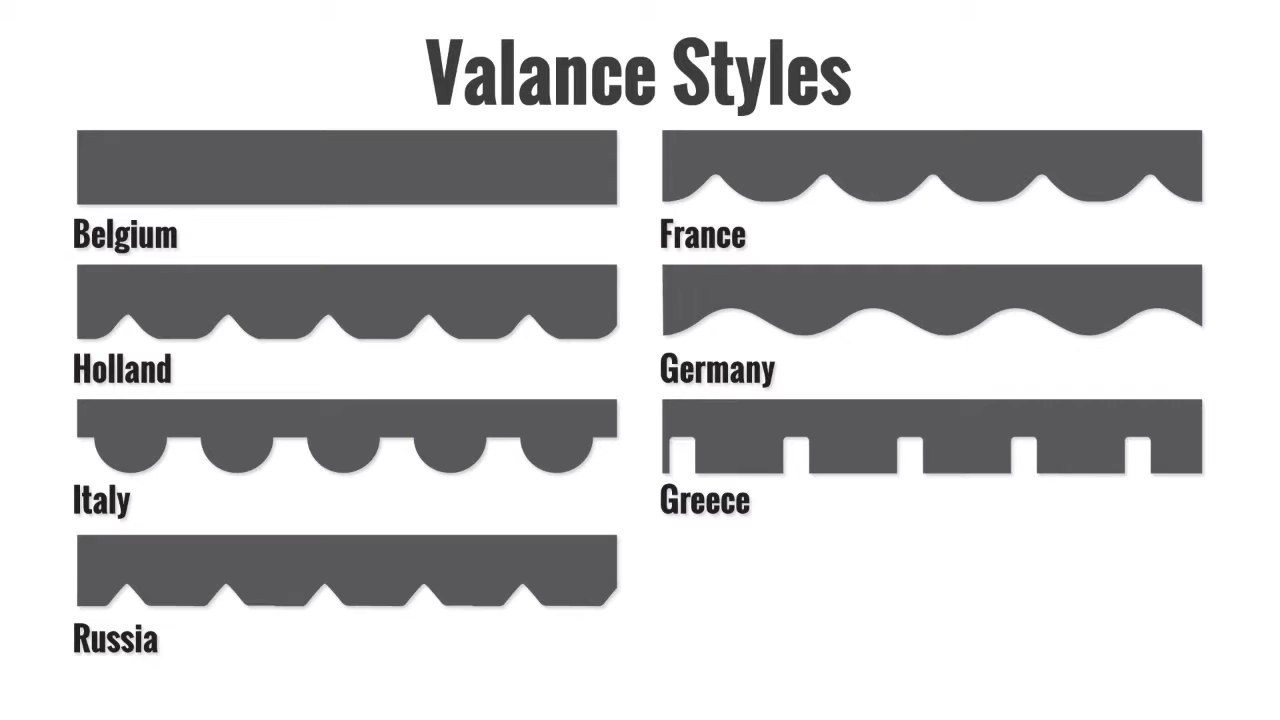 Valance Styles
Belgium
France
Holland
Germany
Italy
Greece
Russia